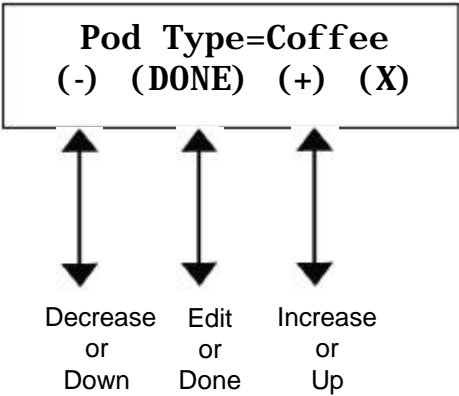 Pod Type=Coffee
(-) (DONE) (+) (X)
Decrease
or
Down
Edit
or
Done
Increase
or
Up